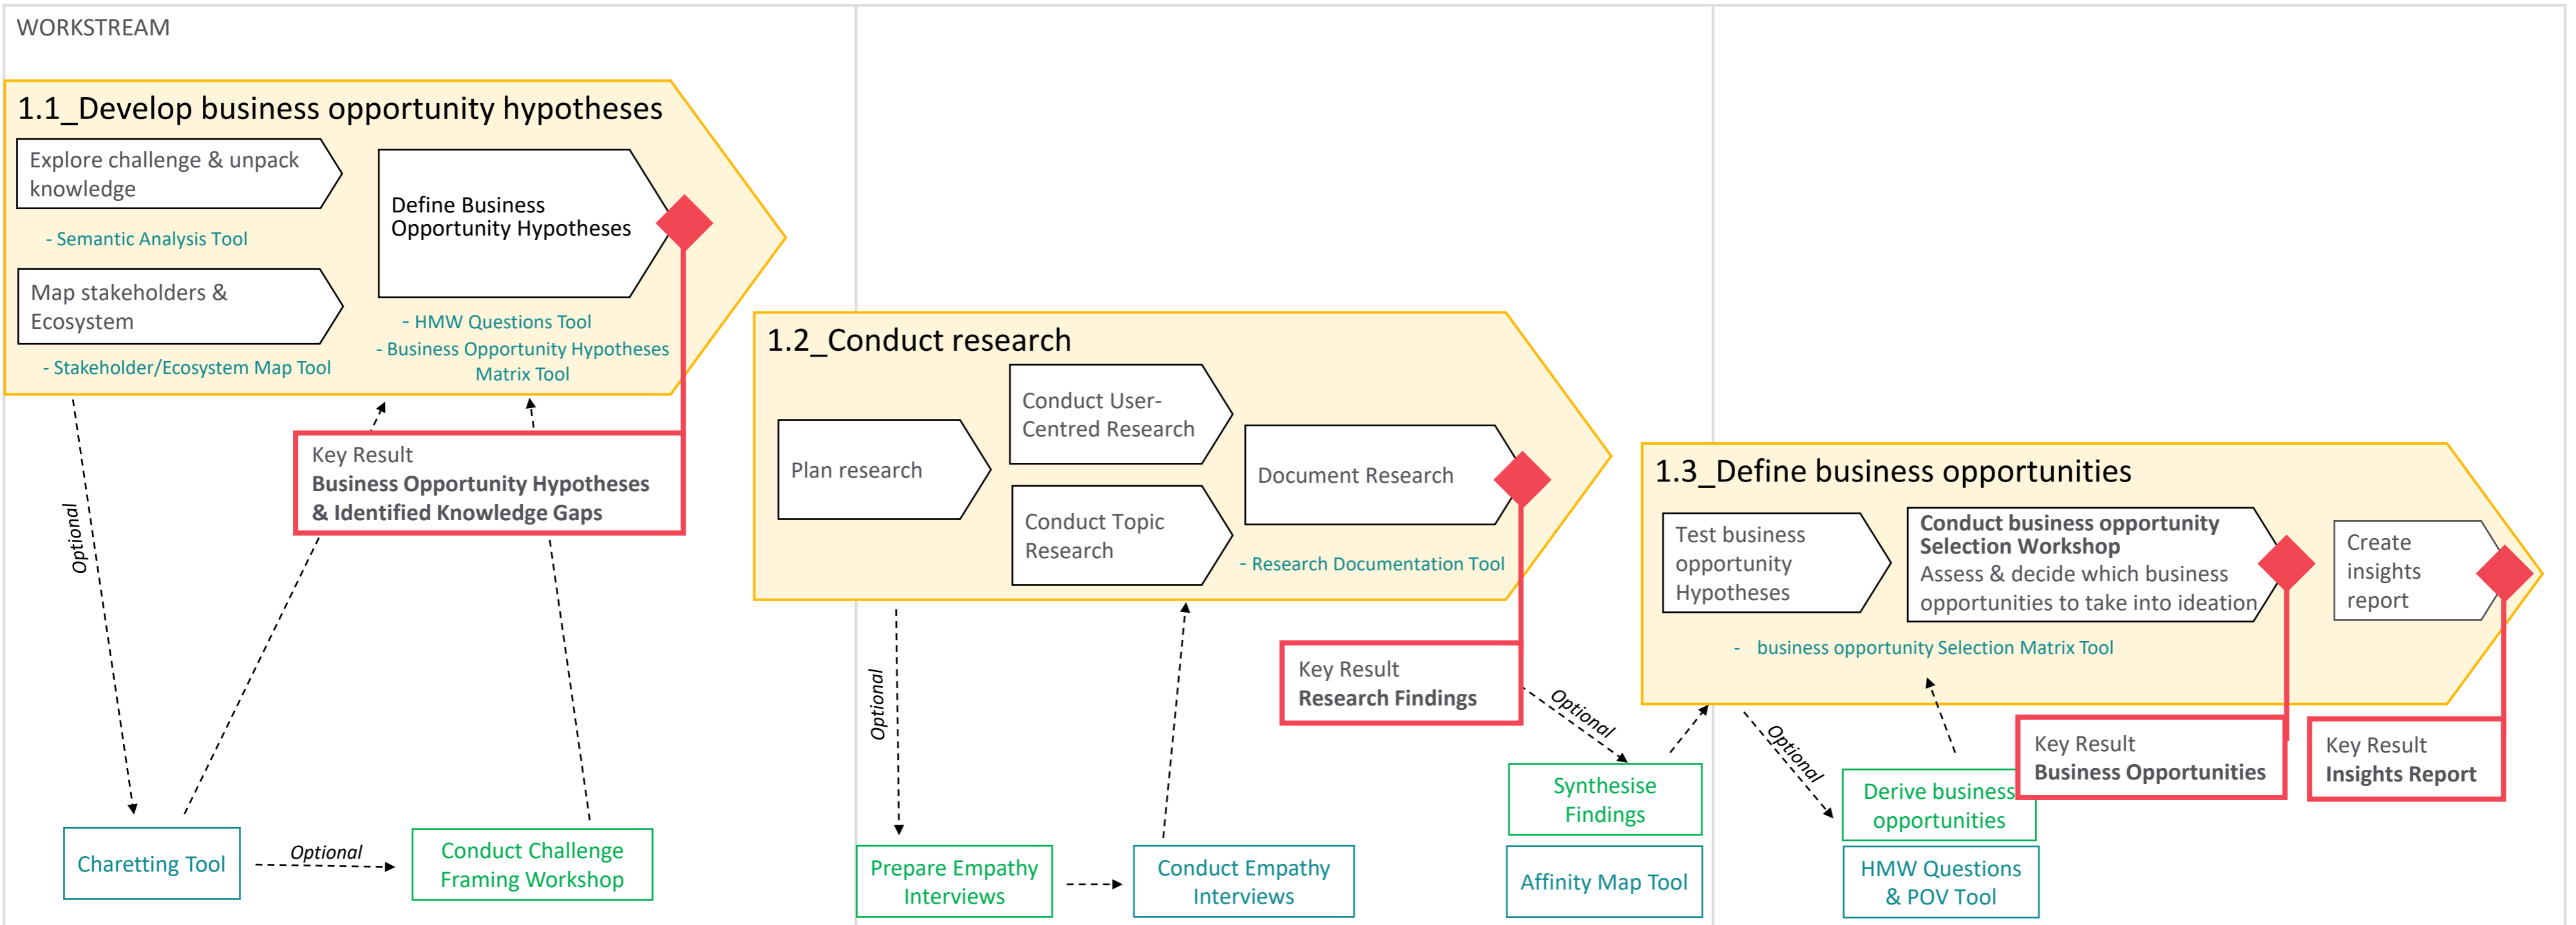 WORKSTREAM
1.1_Develop business opportunity hypotheses
Explore challenge & unpack
knowledge
- Semantic Analysis Tool
Map stakeholders &
Ecosystem
- Stakeholder/Ecosystem Map Tool
Define Business
Opportunity Hypotheses
- HMW Questions Tool
- Business Opportunity Hypotheses
Matrix Tool
Key Result
Business Opportunity Hypotheses
& Identified Knowledge Gaps
Optional
Charetting Tool
Optional
Conduct Challenge
Framing Workshop
1.2_Conduct research
Plan research
Conduct User-
Centred Research
Conduct Topic
Research
Document Research
- Research Documentation Tool
Key Result
Research Findings
Optional
Prepare Empathy
Interviews
Conduct Empathy
Interviews
Optional
Synthesise
Findings
Affinity Map Tool
1.3_Define business opportunities
Test business
opportunity
Hypotheses
Conduct business opportunity
Selection Workshop
Assess & decide which business
opportunities to take into ideation
- business opportunity Selection Matrix Tool
Create
insights
report
Optional
Derive business
opportunities
HMW Questions
& POV Tool
Key Result
Business Opportunities
Key Result
Insights Report